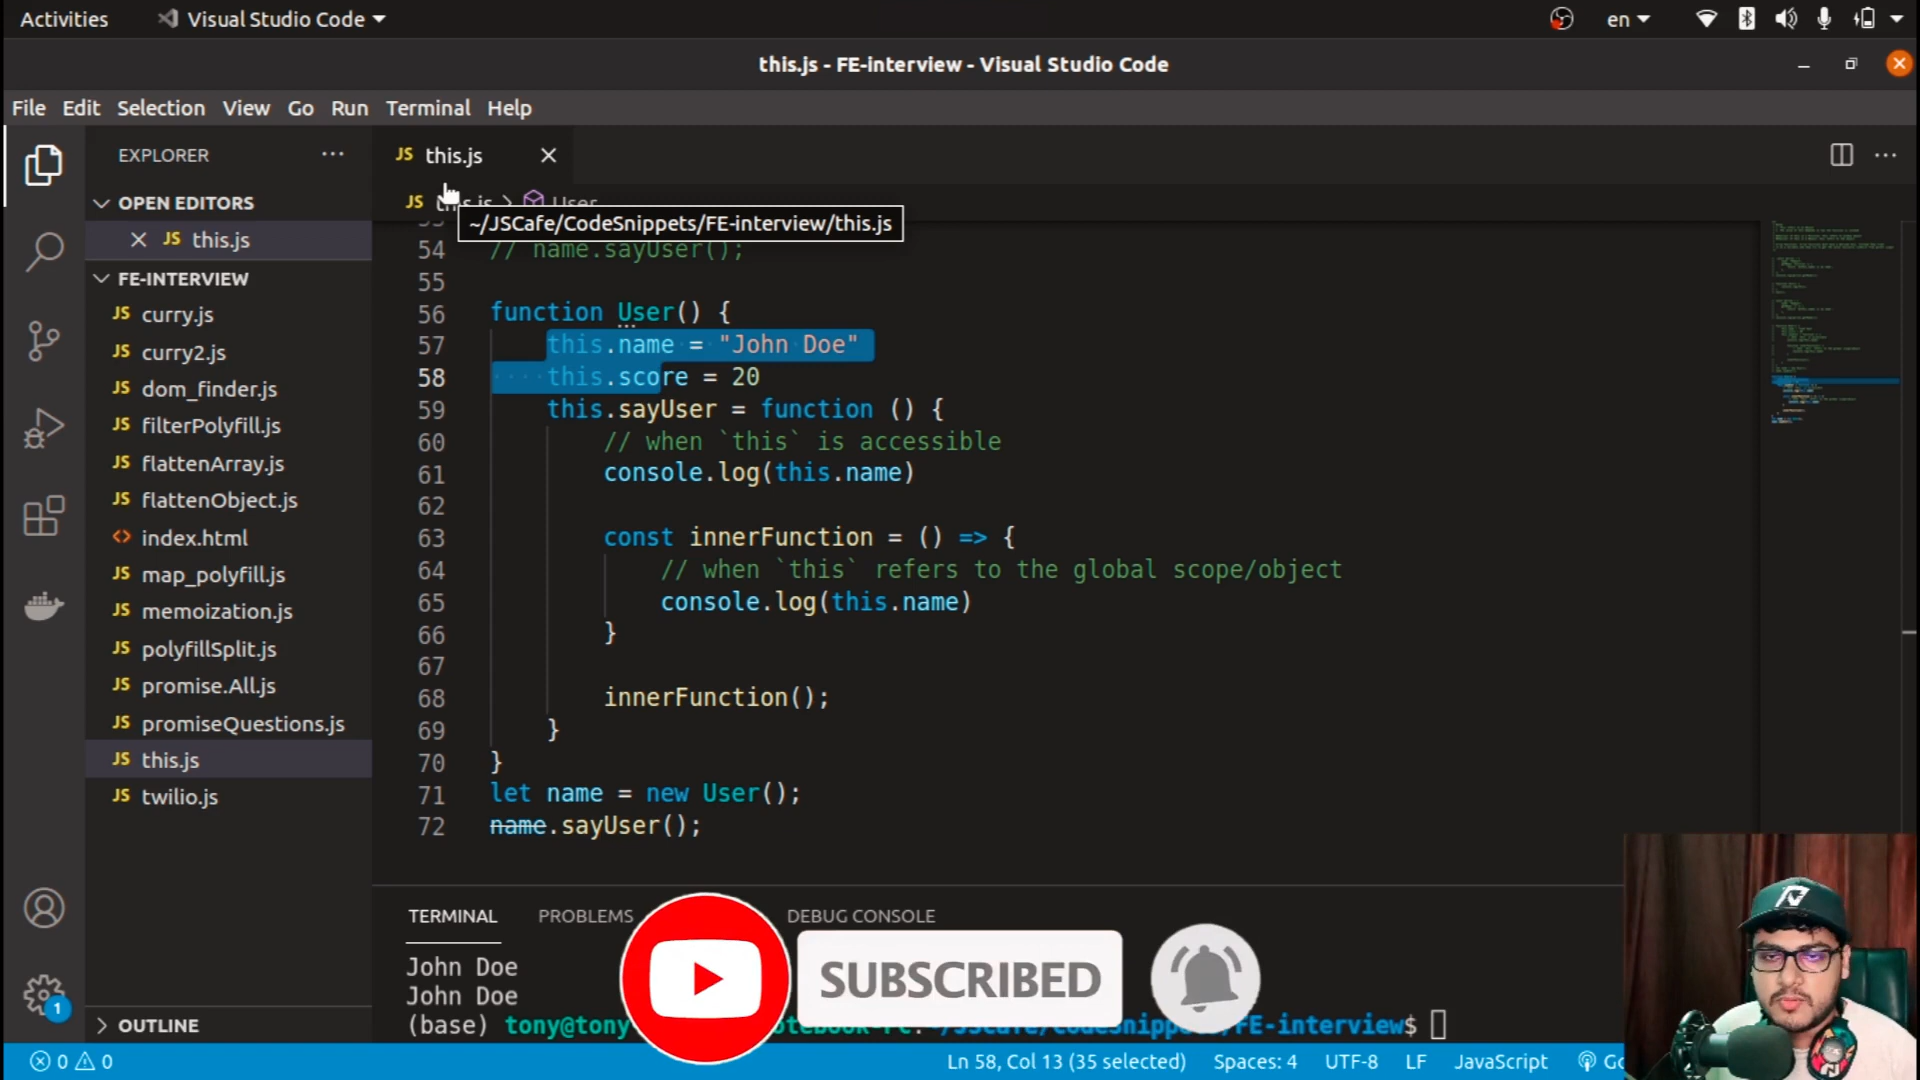 Activities
Visual Studio Code
en
this.js - FE-interview - Visual Studio Code
File Edit Selection View Go Run Terminal Help
EXPLORER
OPEN EDITORS
JS this.js
FE-INTERVIEW
JS curry.js
JS curry2.js
JS dom_finder.js
JS filterPolyfill.js
JS flattenArray.js
JS flattenObject.js
<> index.html
JS map_polyfill.js
JS memoization.js
JS polyfillSplit.js
JS promise.All.js
JS promiseQuestions.js
JS this.js
JS twilio.js
OUTLINE
JS this.js
JS this.js > User
~/JSCafe/CodeSnippets/FE-interview/this.js
54 // name.sayUser();
55
56 function User() {
57 this.name = "John Doe"
58 this.score = 20
59 this.sayUser = function () {
60 // when `this` is accessible
61 console.log(this.name)
62
63 const innerFunction = () => {
64 // when `this` refers to the global scope/object
65 console.log(this.name)
66 }
67
68 innerFunction();
69 }
70 }
71 let name = new User();
72 name.sayUser();
TERMINAL PROBLEMS DEBUG CONSOLE
John Doe
John Doe
(base) tony@tony FE-interview$
SUBSCRIBED
1
0 0
Ln 58, Col 13 (35 selected) Spaces: 4 UTF-8 LF JavaScript Go